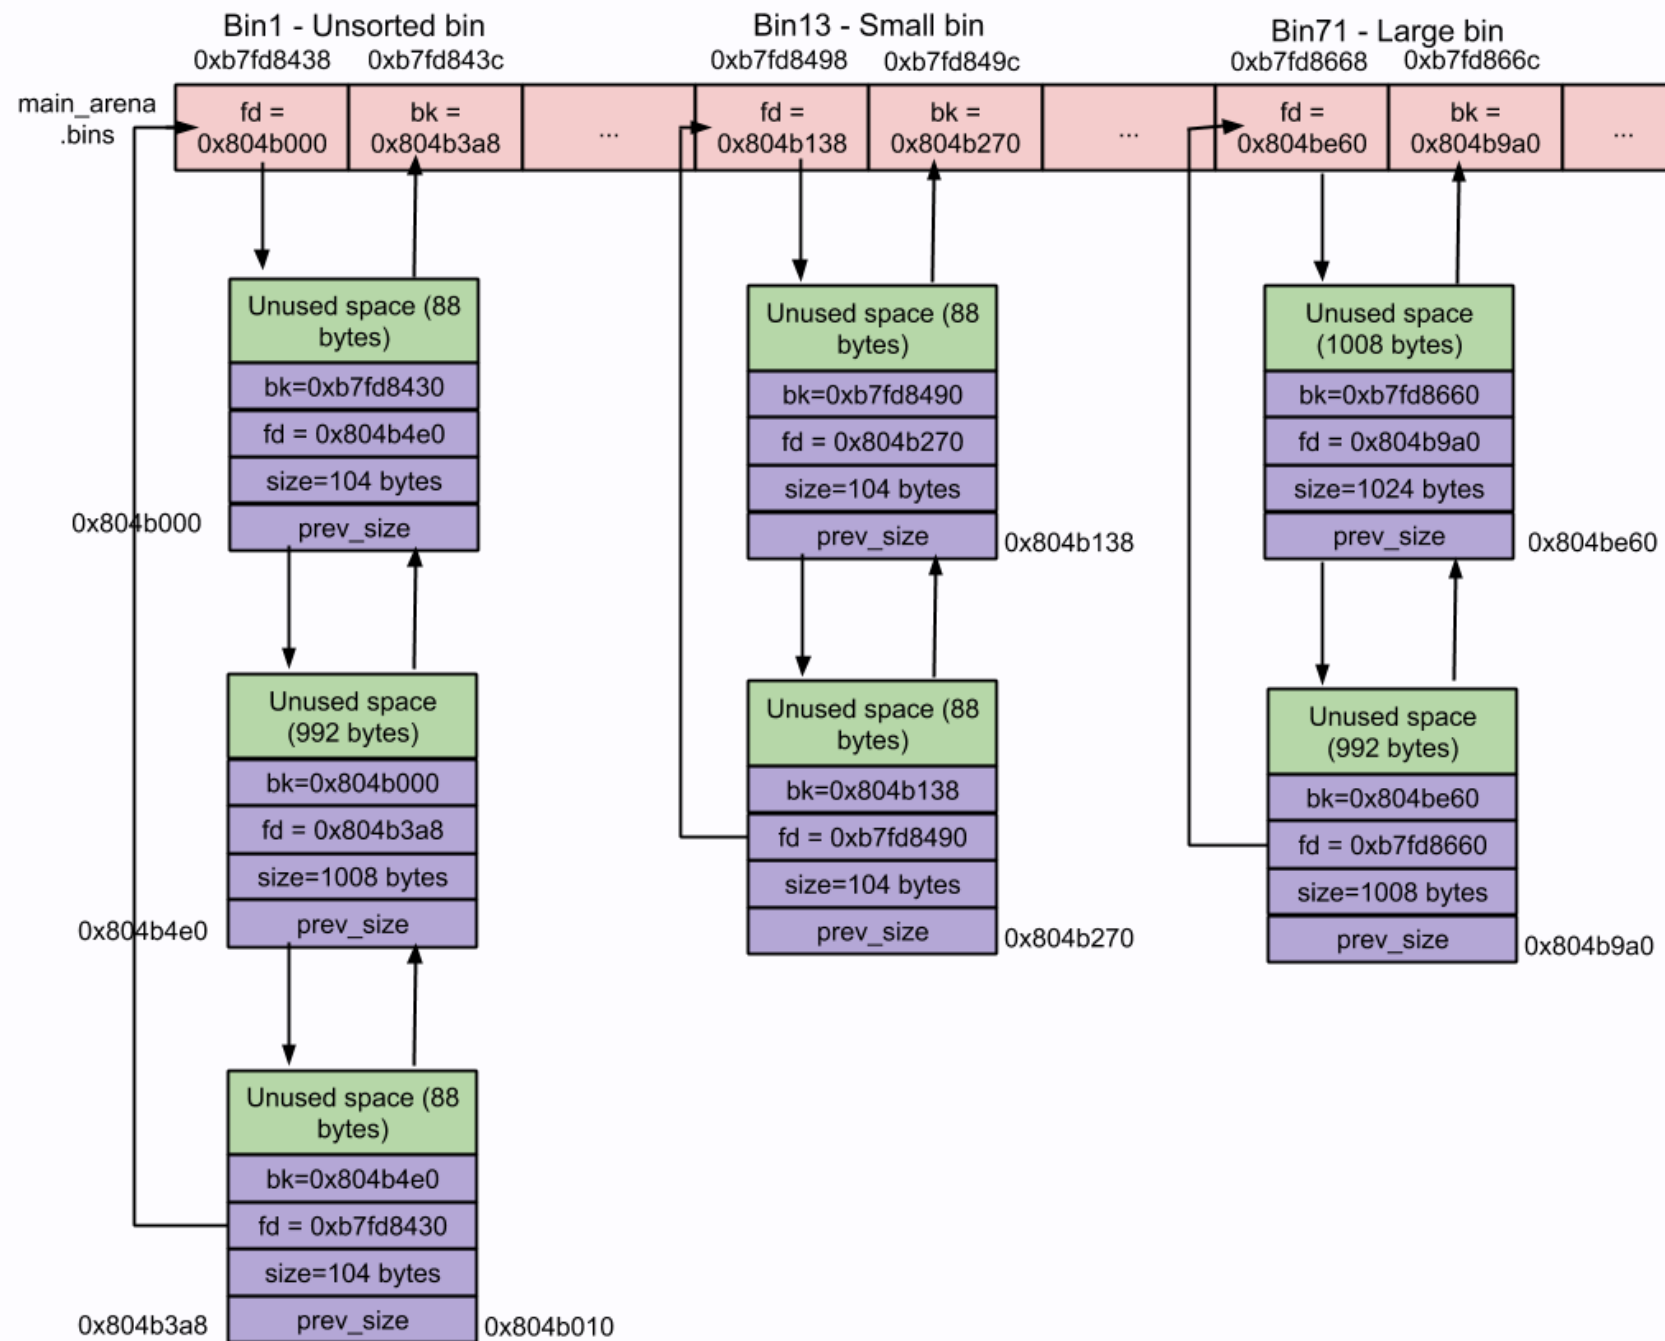 Bin1 - Unsorted bin
0xb7fd8438 0xb7fd843c
Bin13 - Small bin
0xb7fd8498 0xb7fd849c
Bin71 - Large bin
0xb7fd8668 0xb7fd866c
main_arena
.bins
fd =
0x804b000
bk =
0x804b3a8
...
fd =
0x804b138
bk =
0x804b270
...
fd =
0x804be60
bk =
0x804b9a0
...
Unused space (88
bytes)
bk=0xb7fd8430
fd = 0x804b4e0
size=104 bytes
prev_size
0x804b000
Unused space
(992 bytes)
bk=0x804b000
fd = 0x804b3a8
size=1008 bytes
prev_size
0x804b4e0
Unused space (88
bytes)
bk=0x804b4e0
fd = 0xb7fd8430
size=104 bytes
prev_size
0x804b3a8
0x804b010
Unused space (88
bytes)
bk=0xb7fd8490
fd = 0x804b270
size=104 bytes
prev_size
0x804b138
Unused space (88
bytes)
bk=0x804b138
fd = 0xb7fd8490
size=104 bytes
prev_size
0x804b270
Unused space
(1008 bytes)
bk=0xb7fd8660
fd = 0x804b9a0
size=1024 bytes
prev_size
0x804be60
Unused space
(992 bytes)
bk=0x804be60
fd = 0xb7fd8660
size=1008 bytes
prev_size
0x804b9a0